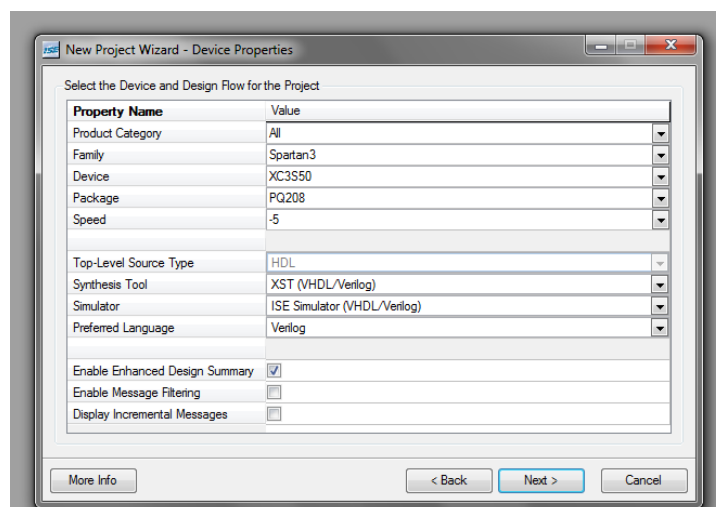 ISE New Project Wizard - Device Properties
Select the Device and Design Flow for the Project
Property Name Value
Product Category All
Family Spartan3
Device XC3S50
Package PQ208
Speed -5
Top-Level Source Type HDL
Synthesis Tool XST (VHDL/Verilog)
Simulator ISE Simulator (VHDL/Verilog)
Preferred Language Verilog
Enable Enhanced Design Summary
Enable Message Filtering
Display Incremental Messages
More Info < Back Next > Cancel